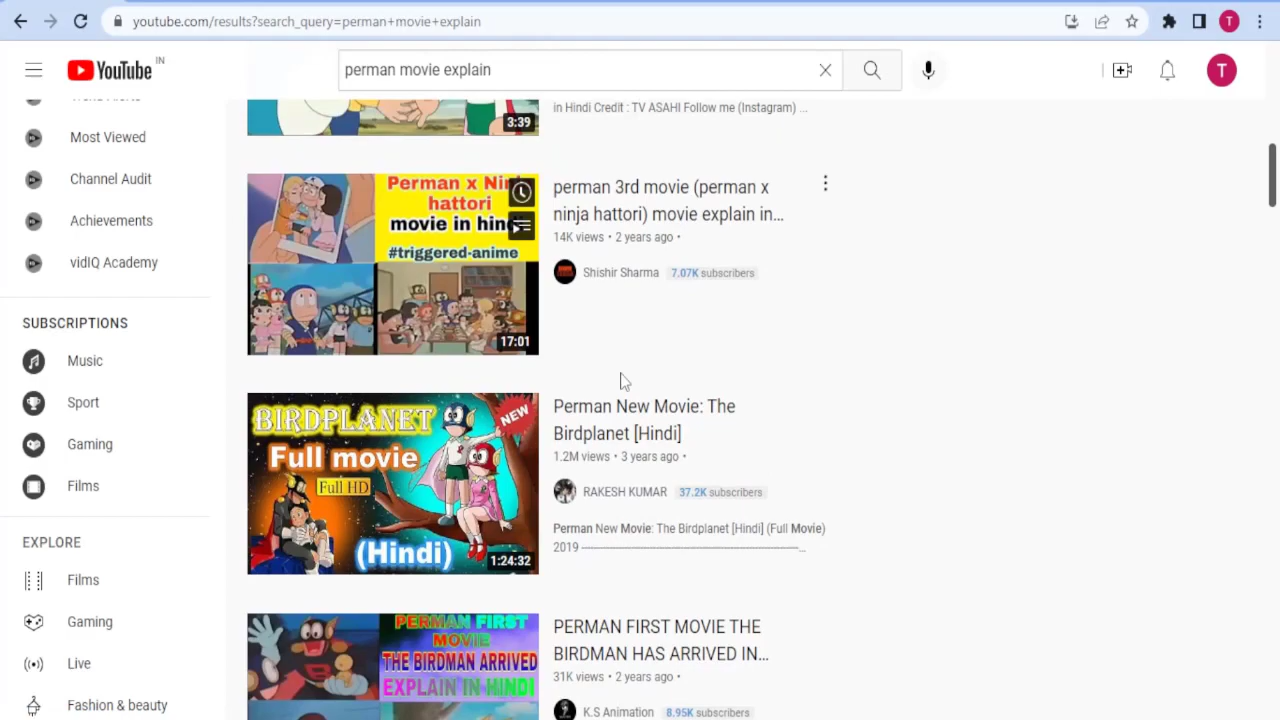 youtube.com/results?search_query=perman+movie+explain
T
YouTube IN
perman movie explain
T
Most Viewed
Channel Audit
Achievements
vidIQ Academy
SUBSCRIPTIONS
Music
Sport
Gaming
Films
EXPLORE
Films
Gaming
Live
Fashion & beauty
in Hindi Credit : TV ASAHI Follow me (Instagram) ...
3:39
Perman x Nin
hattori
movie in hind
#triggered-anime
17:01
perman 3rd movie (perman x
ninja hattori) movie explain in...
14K views • 2 years ago •
Shishir Sharma 7.07K subscribers
BIRDPLANET
NEW
Full movie
Full HD
(Hindi)
1:24:32
Perman New Movie: The
Birdplanet [Hindi]
1.2M views • 3 years ago •
RAKESH KUMAR 37.2K subscribers
Perman New Movie: The Birdplanet [Hindi] (Full Movie)
2019 -----------------------------------------------------------...
PERMAN FIRST
MOVIE
THE BIRDMAN ARRIVED
EXPLAIN IN HINDI
PERMAN FIRST MOVIE THE
BIRDMAN HAS ARRIVED IN...
31K views • 2 years ago •
K.S Animation 8.95K subscribers